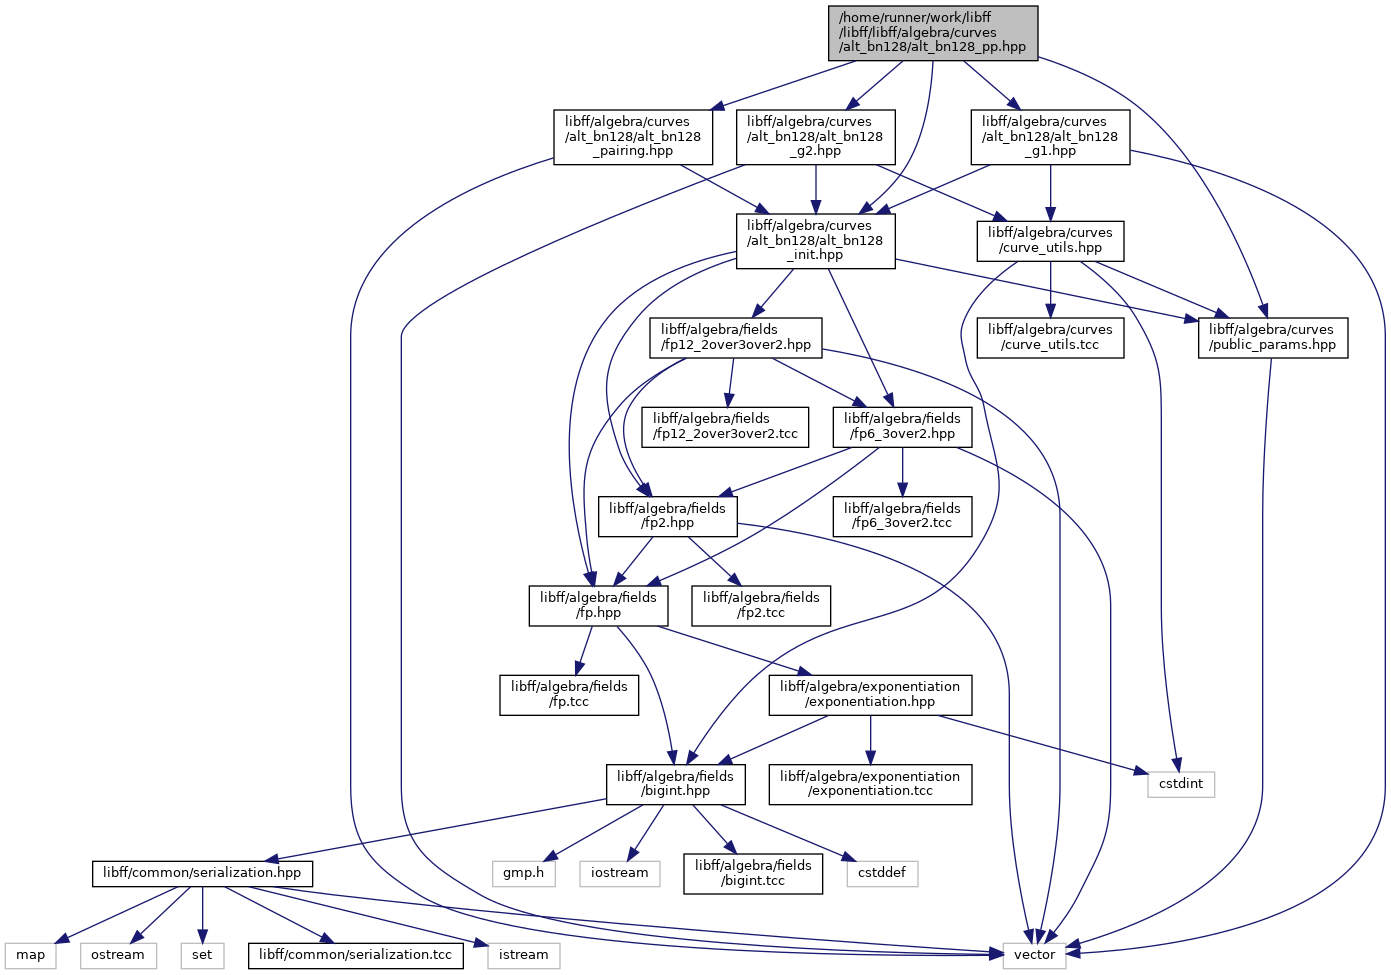 /home/runner/work/libff
/libff/libff/algebra/curves
/alt_bn128/alt_bn128_pp.hpp
libff/algebra/curves
/alt_bn128/alt_bn128
_pairing.hpp
libff/algebra/curves
/alt_bn128/alt_bn128
_g2.hpp
libff/algebra/curves
/alt_bn128/alt_bn128
_g1.hpp
libff/algebra/curves
/alt_bn128/alt_bn128
_init.hpp
libff/algebra/curves
/curve_utils.hpp
libff/algebra/fields
/fp12_2over3over2.hpp
libff/algebra/curves
/curve_utils.tcc
libff/algebra/curves
/public_params.hpp
libff/algebra/fields
/fp12_2over3over2.tcc
libff/algebra/fields
/fp6_3over2.hpp
libff/algebra/fields
/fp2.hpp
libff/algebra/fields
/fp6_3over2.tcc
libff/algebra/fields
/fp.hpp
libff/algebra/fields
/fp2.tcc
libff/algebra/fields
/fp.tcc
libff/algebra/exponentiation
/exponentiation.hpp
libff/algebra/fields
/bigint.hpp
libff/algebra/exponentiation
/exponentiation.tcc
cstdint
libff/common/serialization.hpp
gmp.h
iostream
libff/algebra/fields
/bigint.tcc
cstddef
map
ostream
set
libff/common/serialization.tcc
istream
vector